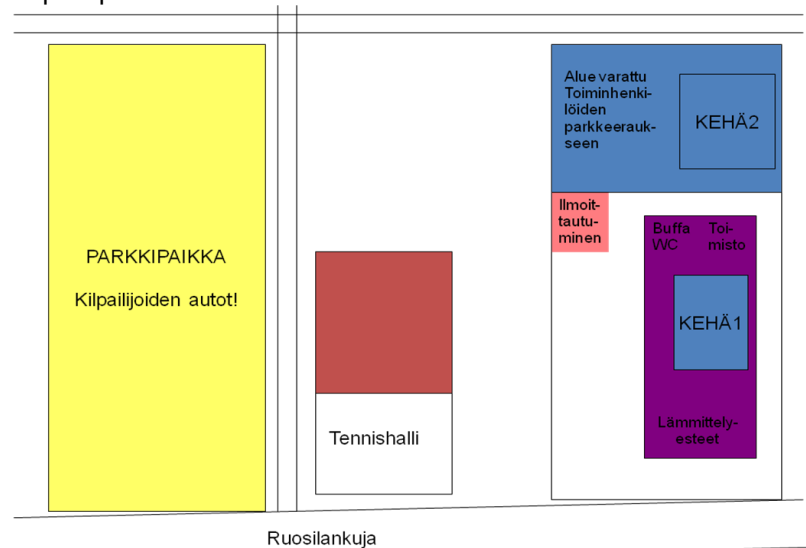 PARKKIPAIKKA
Kilpailijoiden autot!
Tennishalli
Alue varattu
Toiminhenki-
löiden
parkkeerauk-
seen
KEHÄ2
Ilmoit-
tautu-
minen
Buffa
WC
Toi-
misto
KEHÄ1
Lämmittely-
esteet
Ruosilankuja